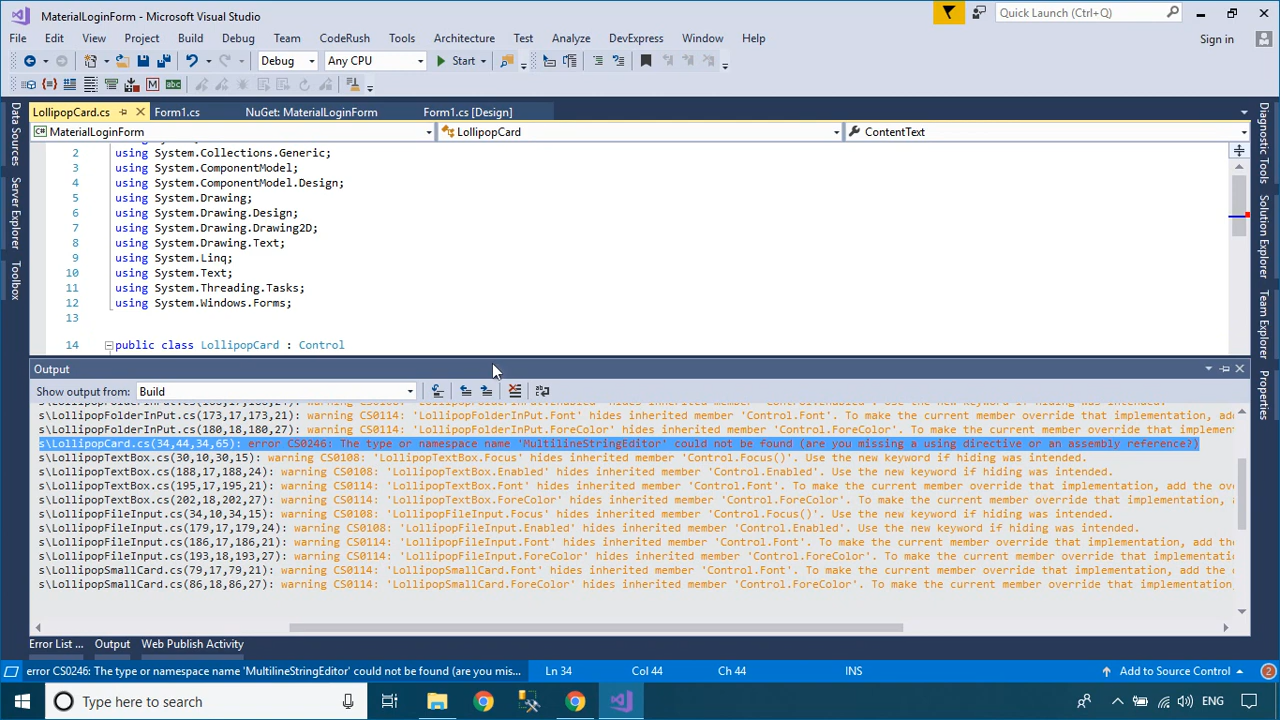 MaterialLoginForm - Microsoft Visual Studio
Quick Launch (Ctrl+Q)
File Edit View Project Build Debug Team CodeRush Tools Architecture Test Analyze DevExpress Window Help
Sign in
Debug Any CPU Start
LollipopCard.cs Form1.cs NuGet: MaterialLoginForm Form1.cs [Design]
MaterialLoginForm LollipopCard ContentText
Data Sources
Server Explorer
Toolbox
Diagnostic Tools
Solution Explorer
Team Explorer
Properties
2 using System.Collections.Generic;
3 using System.ComponentModel;
4 using System.ComponentModel.Design;
5 using System.Drawing;
6 using System.Drawing.Design;
7 using System.Drawing.Drawing2D;
8 using System.Drawing.Text;
9 using System.Linq;
10 using System.Text;
11 using System.Threading.Tasks;
12 using System.Windows.Forms;
13
14 public class LollipopCard : Control
Output
Show output from: Build
s\LollipopFolderInPut.cs(173,17,173,21): warning CS0114: 'LollipopFolderInPut.Font' hides inherited member 'Control.Font'. To make the current member override that implementation, ad
s\LollipopFolderInPut.cs(180,18,180,27): warning CS0114: 'LollipopFolderInPut.ForeColor' hides inherited member 'Control.ForeColor'. To make the current member override that implemen
s\LollipopCard.cs(34,44,34,65): error CS0246: The type or namespace name 'MultilineStringEditor' could not be found (are you missing a using directive or an assembly reference?)
s\LollipopTextBox.cs(30,10,30,15): warning CS0108: 'LollipopTextBox.Focus' hides inherited member 'Control.Focus()'. Use the new keyword if hiding was intended.
s\LollipopTextBox.cs(188,17,188,24): warning CS0108: 'LollipopTextBox.Enabled' hides inherited member 'Control.Enabled'. Use the new keyword if hiding was intended.
s\LollipopTextBox.cs(195,17,195,21): warning CS0114: 'LollipopTextBox.Font' hides inherited member 'Control.Font'. To make the current member override that implementation, add the ov
s\LollipopTextBox.cs(202,18,202,27): warning CS0114: 'LollipopTextBox.ForeColor' hides inherited member 'Control.ForeColor'. To make the current member override that implementation, a
s\LollipopFileInput.cs(34,10,34,15): warning CS0108: 'LollipopFileInput.Focus' hides inherited member 'Control.Focus()'. Use the new keyword if hiding was intended.
s\LollipopFileInput.cs(179,17,179,24): warning CS0108: 'LollipopFileInput.Enabled' hides inherited member 'Control.Enabled'. Use the new keyword if hiding was intended.
s\LollipopFileInput.cs(186,17,186,21): warning CS0114: 'LollipopFileInput.Font' hides inherited member 'Control.Font'. To make the current member override that implementation, add the
s\LollipopFileInput.cs(193,18,193,27): warning CS0114: 'LollipopFileInput.ForeColor' hides inherited member 'Control.ForeColor'. To make the current member override that implementatio
s\LollipopSmallCard.cs(79,17,79,21): warning CS0114: 'LollipopSmallCard.Font' hides inherited member 'Control.Font'. To make the current member override that implementation, add the
s\LollipopSmallCard.cs(86,18,86,27): warning CS0114: 'LollipopSmallCard.ForeColor' hides inherited member 'Control.ForeColor'. To make the current member override that implementation,
Error List ... Output Web Publish Activity
error CS0246: The type or namespace name 'MultilineStringEditor' could not be found (are you mis... Ln 34 Col 44 Ch 44 INS Add to Source Control 2
Type here to search ENG